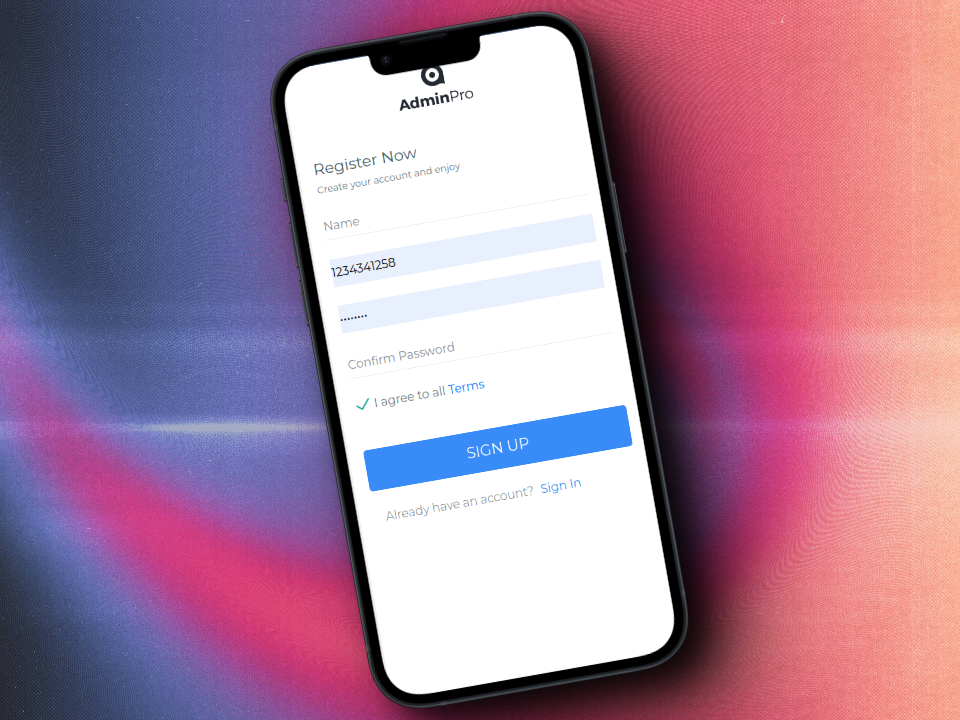 AdminPro
Register Now
Create your account and enjoy
Name
1234341258
••••••••
Confirm Password
I agree to all Terms
SIGN UP
Already have an account? Sign In